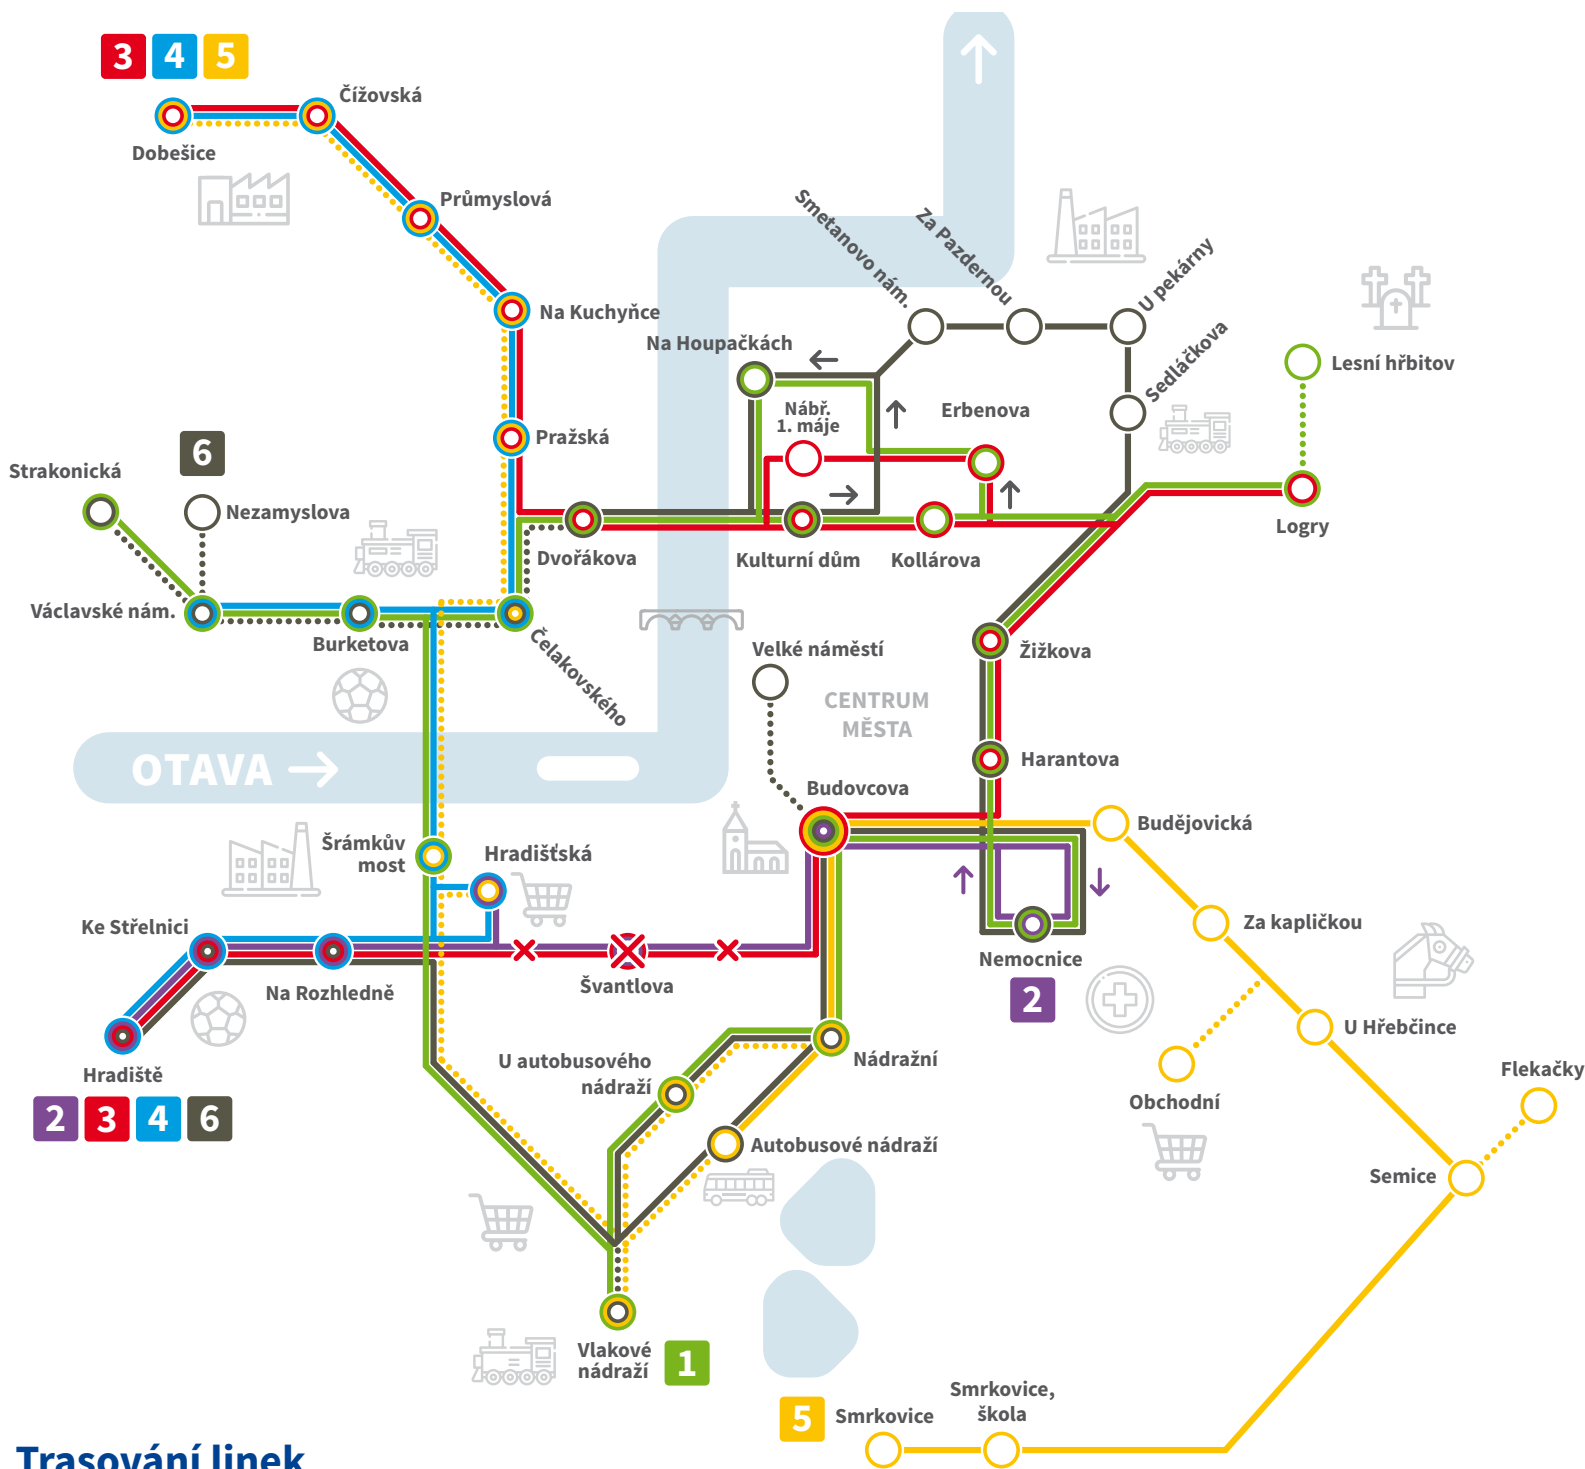 3 4 5
Čížovská
Dobešice
Průmyslová
Na Kuchyňce
Pražská
Smetanovo nám.
Za Pazdernou
U pekárny
Sedláčkova
Na Houpačkách
Nábř.
1. máje
Erbenova
Lesní hřbitov
Logry
6
Strakonická
Nezamyslova
Dvořákova
Kulturní dům
Kollárova
Václavské nám.
Burketova
Čelakovského
Velké náměstí
CENTRUM
MĚSTA
Žižkova
Harantova
OTAVA
Budovcova
Budějovická
Šrámkův
most
Hradišťská
Ke Střelnici
Na Rozhledně
Švantlova
Nemocnice
2
Za kapličkou
U Hřebčince
Hradiště
2 3 4 6
U autobusového
nádraží
Nádražní
Autobusové nádraží
Obchodní
Flekačky
Semice
Vlakové
nádraží
1
5
Smrkovice
Smrkovice,
škola
Trasování linek